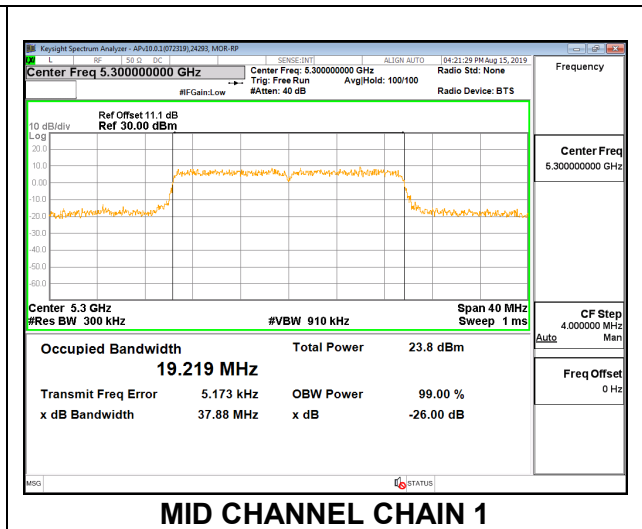 Keysight Spectrum Analyzer - APv10.0.1(072319),24293, MOR-RP
L RF 50 Ω DC SENSE:INT ALIGN AUTO 04:21:29 PM Aug 15, 2019
Center Freq 5.300000000 GHz Center Freq: 5.300000000 GHz Radio Std: None Frequency
Trig: Free Run Avg|Hold: 100/100
#IFGain:Low #Atten: 40 dB Radio Device: BTS
Ref Offset 11.1 dB
10 dB/div Ref 30.00 dBm
Log
20.0
10.0
0.00
-10.0
-20.0
-30.0
-40.0
-50.0
-60.0
Center Freq
5.300000000 GHz
Center 5.3 GHz Span 40 MHz
#Res BW 300 kHz #VBW 910 kHz Sweep 1 ms
CF Step
4.000000 MHz
Auto Man
Occupied Bandwidth Total Power 23.8 dBm
19.219 MHz
Freq Offset
0 Hz
Transmit Freq Error 5.173 kHz OBW Power 99.00 %
x dB Bandwidth 37.88 MHz x dB -26.00 dB
MSG STATUS
MID CHANNEL CHAIN 1